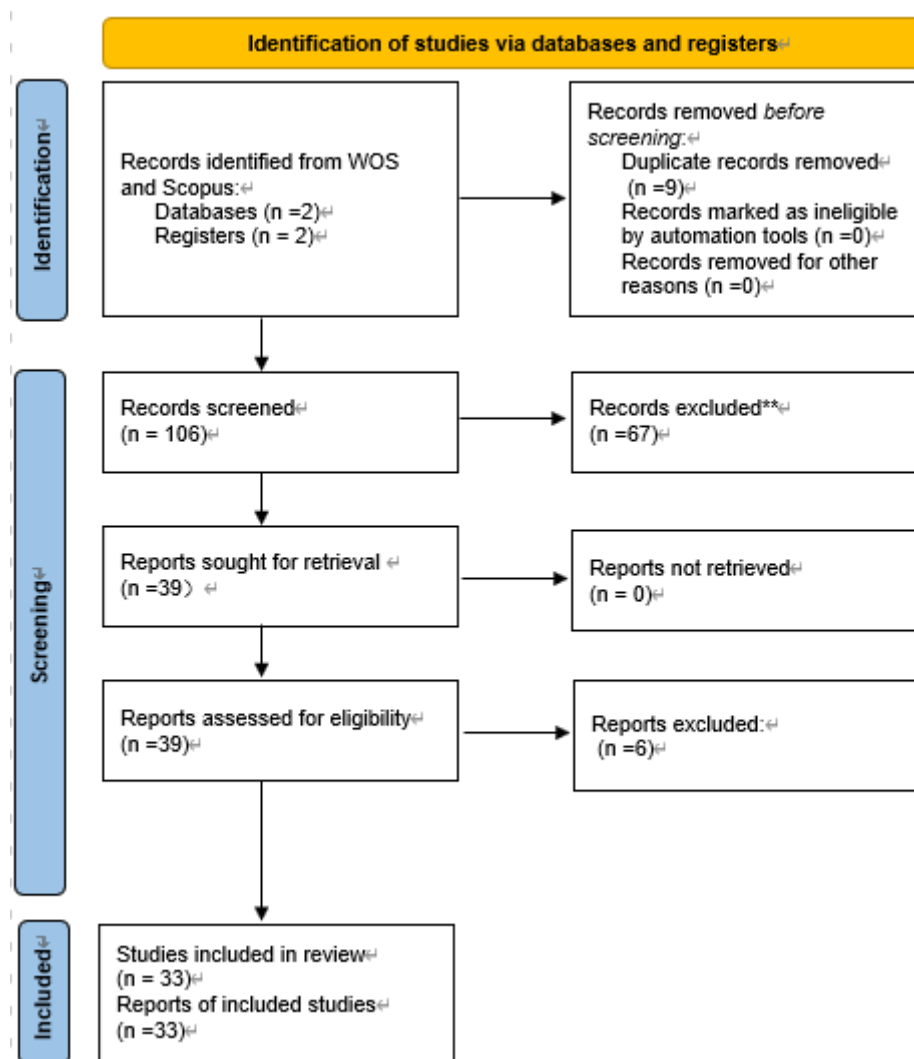 Identification of studies via databases and registers↵
Identification↵
Records identified from WOS
and Scopus:↵
Databases (n =2)↵
Registers (n = 2)↵
Records removed before
screening:↵
Duplicate records removed↵
(n =9)↵
Records marked as ineligible
by automation tools (n =0)↵
Records removed for other
reasons (n =0)↵
Screening↵
Records screened↵
(n = 106)↵
Records excluded**↵
(n =67)↵
Reports sought for retrieval ↵
(n =39） ↵
Reports not retrieved↵
(n = 0)↵
Reports assessed for eligibility↵
(n =39)↵
Reports excluded:↵
(n =6)↵
Included↵
Studies included in review↵
(n = 33)↵
Reports of included studies↵
(n =33)↵